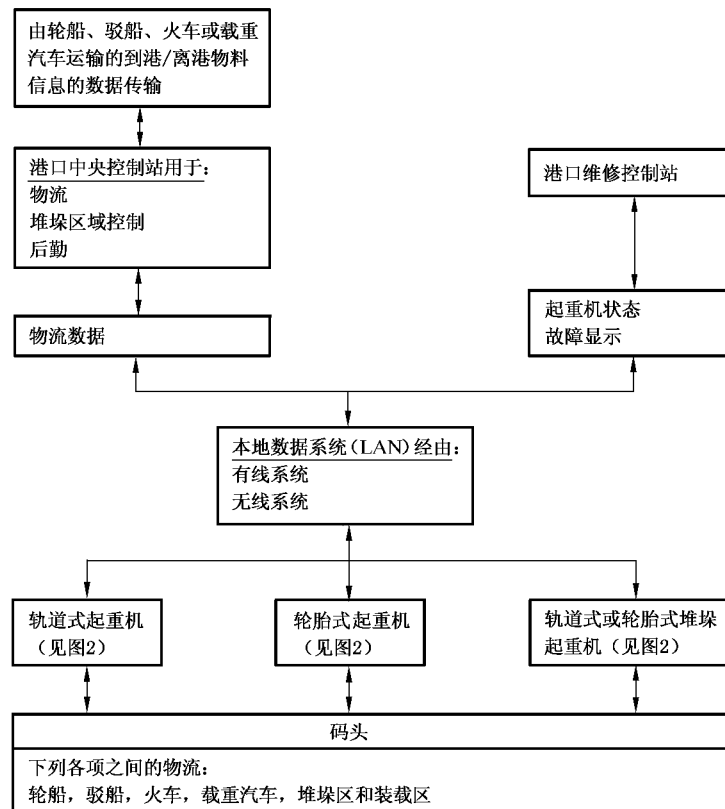 由轮船、驳船、火车或载重
汽车运输的到港/离港物料
信息的数据传输
港口中央控制站用于：
物流
堆垛区域控制
后勤
港口维修控制站
物流数据
起重机状态
故障显示
本地数据系统(LAN)经由：
有线系统
无线系统
轨道式起重机
（见图2）
轮胎式起重机
（见图2）
轨道式或轮胎式堆垛
起重机（见图2）
码头
下列各项之间的物流：
轮船，驳船，火车，载重汽车，堆垛区和装载区